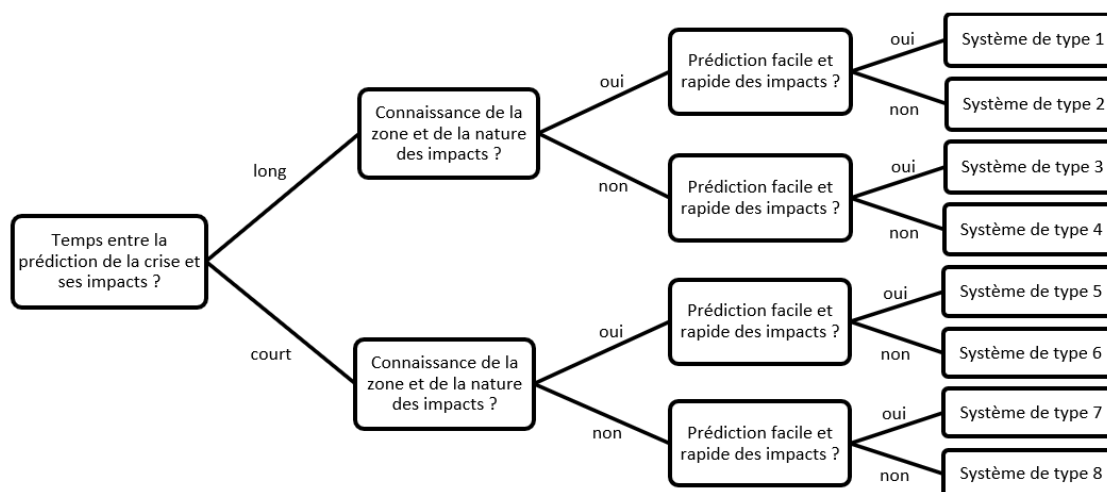 Temps entre la
prédiction de la crise et
ses impacts ?
long
court
Connaissance de la
zone et de la nature
des impacts ?
oui
non
Connaissance de la
zone et de la nature
des impacts ?
oui
non
Prédiction facile et
rapide des impacts ?
oui
non
Prédiction facile et
rapide des impacts ?
oui
non
Prédiction facile et
rapide des impacts ?
oui
non
Prédiction facile et
rapide des impacts ?
oui
non
Système de type 1
Système de type 2
Système de type 3
Système de type 4
Système de type 5
Système de type 6
Système de type 7
Système de type 8